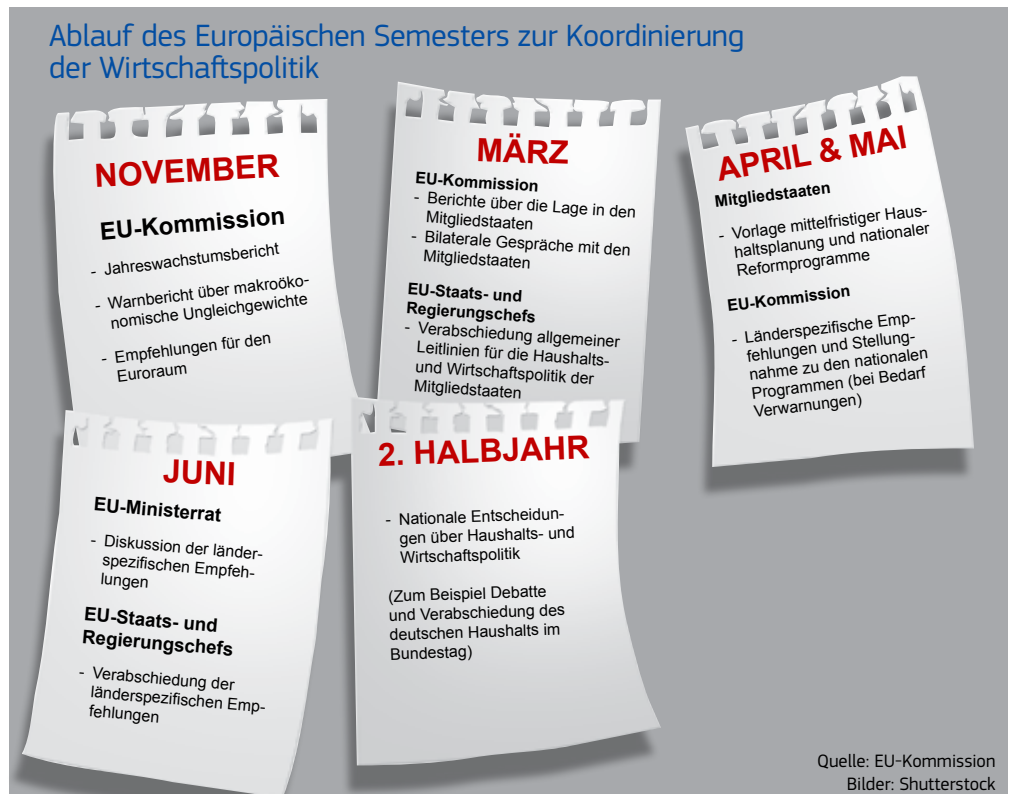 Ablauf des Europäischen Semesters zur Koordinierung
der Wirtschaftspolitik
NOVEMBER
EU-Kommission
- Jahreswachstumsbericht
- Warnbericht über makroöko-
nomische Ungleichgewichte
- Empfehlungen für den
Euroraum
MÄRZ
EU-Kommission
- Berichte über die Lage in den
Mitgliedstaaten
- Bilaterale Gespräche mit den
Mitgliedstaaten
EU-Staats- und
Regierungschefs
- Verabschiedung allgemeiner
Leitlinien für die Haushalts-
und Wirtschaftspolitik der
Mitgliedstaaten
APRIL & MAI
Mitgliedstaaten
- Vorlage mittelfristiger Haus-
haltsplanung und nationaler
Reformprogramme
EU-Kommission
- Länderspezifische Emp-
fehlungen und Stellung-
nahme zu den nationalen
Programmen (bei Bedarf
Verwarnungen)
JUNI
EU-Ministerrat
- Diskussion der länder-
spezifischen Empfeh-
lungen
EU-Staats- und
Regierungschefs
- Verabschiedung der
länderspezifischen Emp-
fehlungen
2. HALBJAHR
- Nationale Entscheidun-
gen über Haushalts- und
Wirtschaftspolitik
(Zum Beispiel Debatte
und Verabschiedung des
deutschen Haushalts im
Bundestag)
Quelle: EU-Kommission
Bilder: Shutterstock